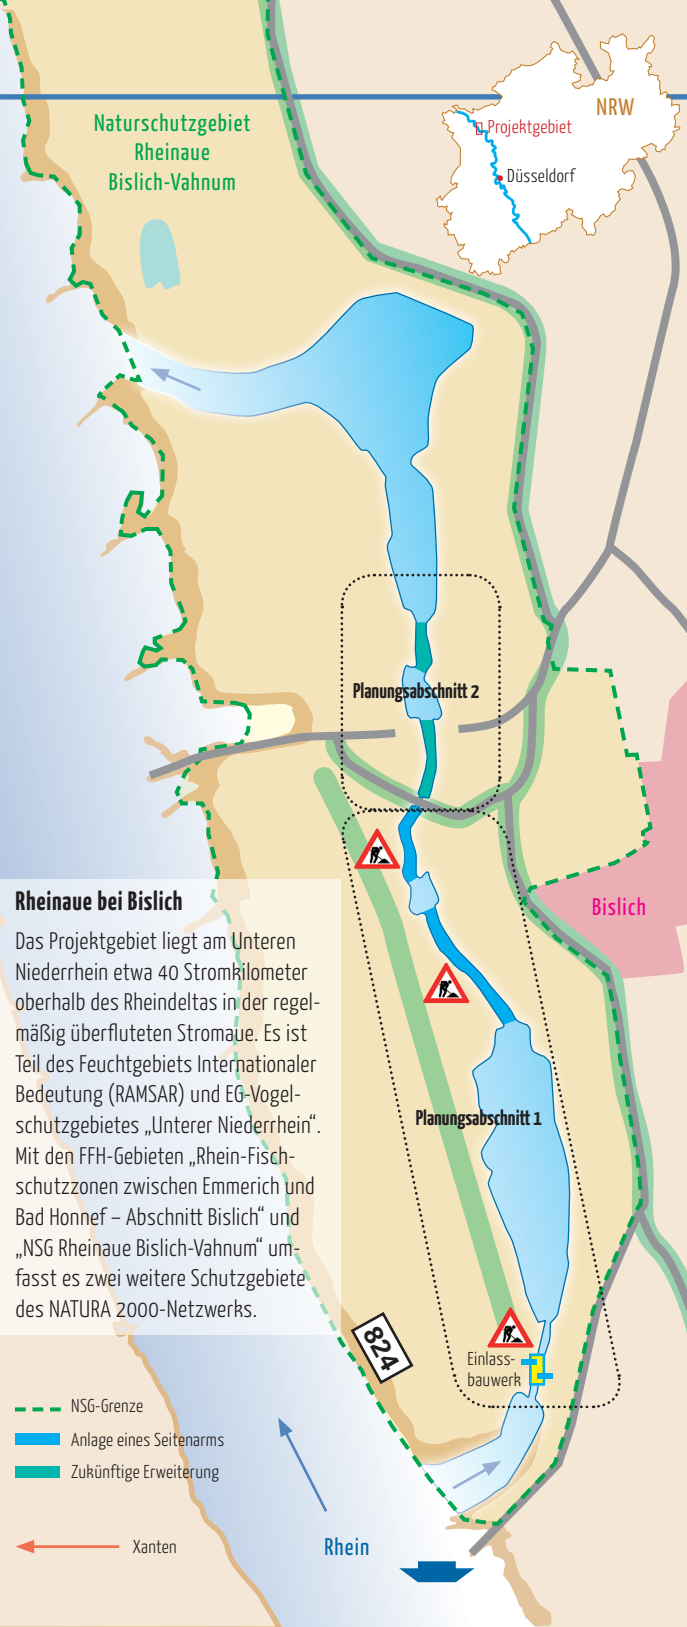 NRW
Projektgebiet
Düsseldorf
Naturschutzgebiet
Rheinaue
Bislich-Vahnum
Planungsabschnitt 2
Bislich
Rheinaue bei Bislich
Das Projektgebiet liegt am Unteren
Niederrhein etwa 40 Stromkilometer
oberhalb des Rheindeltas in der regel-
mäßig überfluteten Stromaue. Es ist
Teil des Feuchtgebiets Internationaler
Bedeutung (RAMSAR) und EG-Vogel-
schutzgebietes „Unterer Niederrhein“.
Mit den FFH-Gebieten „Rhein-Fisch-
schutzzonen zwischen Emmerich und
Bad Honnef – Abschnitt Bislich“ und
„NSG Rheinaue Bislich-Vahnum“ um-
fasst es zwei weitere Schutzgebiete
des NATURA 2000-Netzwerks.
Planungsabschnitt 1
824
Einlass-
bauwerk
NSG-Grenze
Anlage eines Seitenarms
Zukünftige Erweiterung
Xanten
Rhein